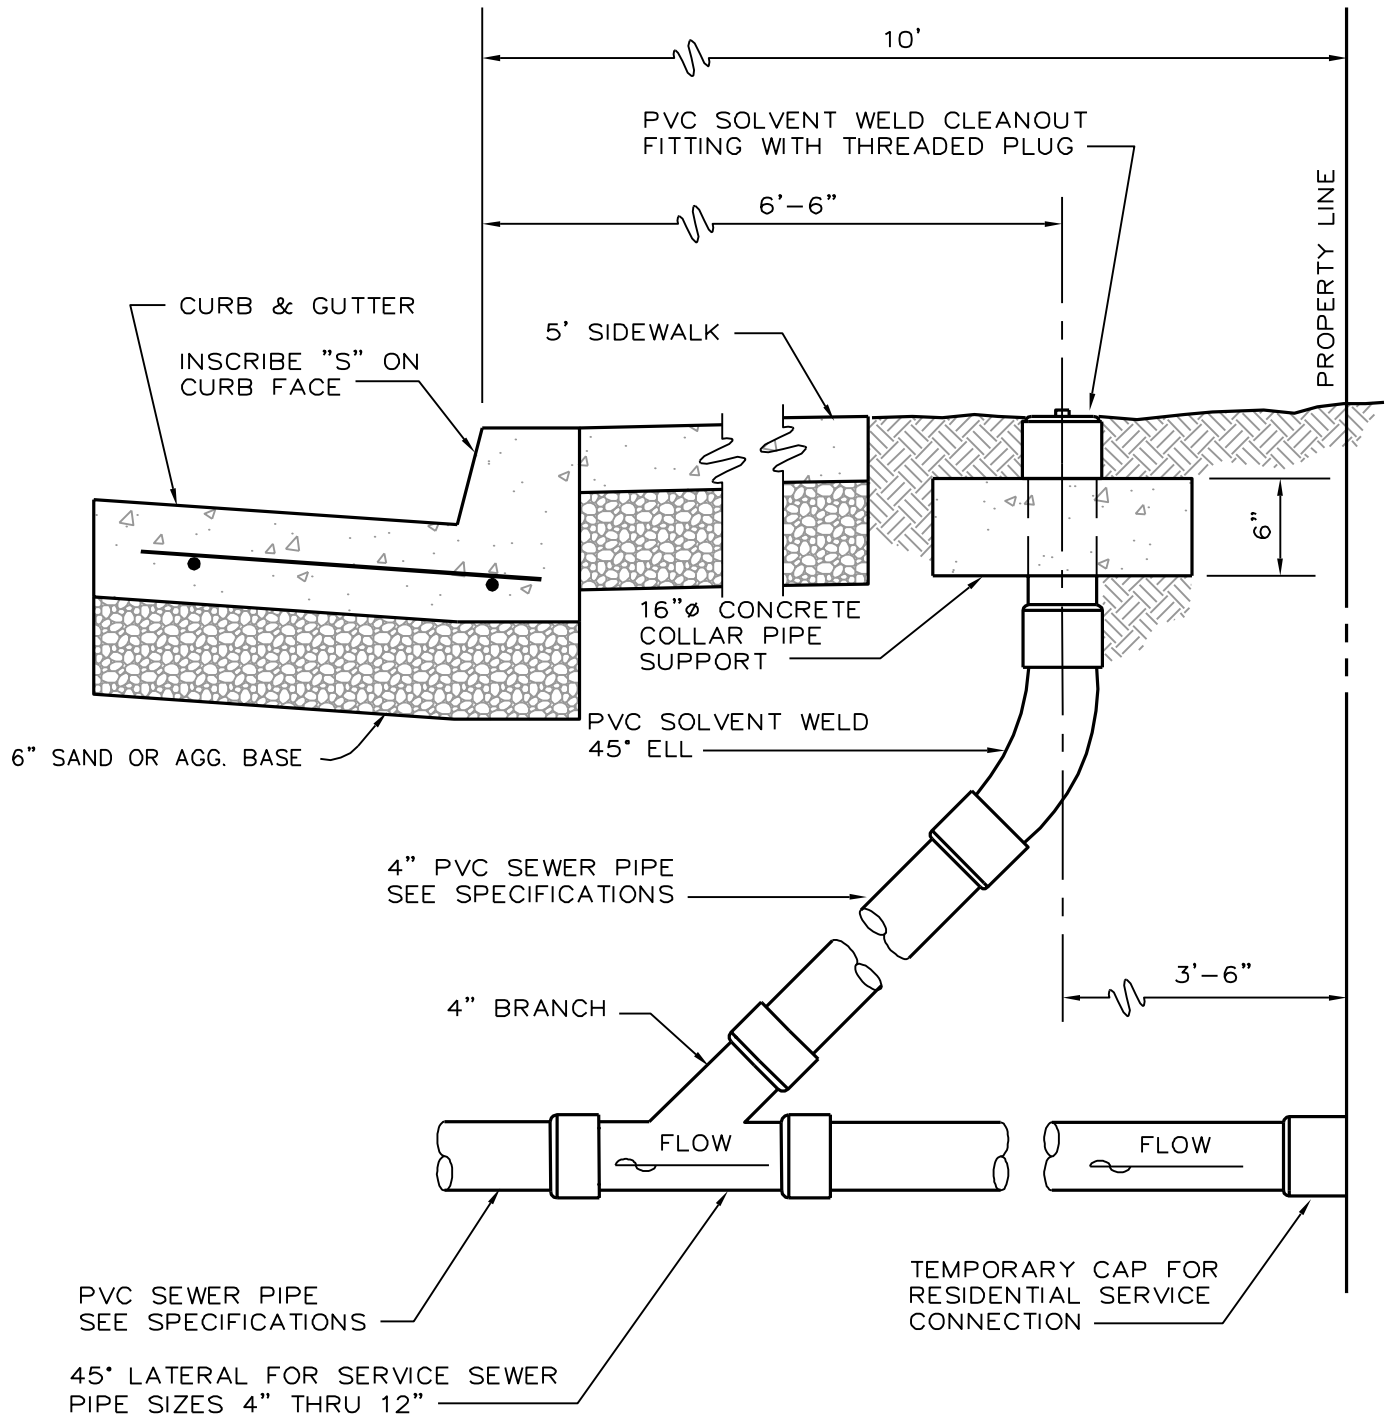 10'
PVC SOLVENT WELD CLEANOUT
FITTING WITH THREADED PLUG
6'-6"
PROPERTY LINE
CURB & GUTTER
INSCRIBE "S" ON
CURB FACE
5' SIDEWALK
6"
16"ø CONCRETE
COLLAR PIPE
SUPPORT
PVC SOLVENT WELD
45° ELL
6" SAND OR AGG. BASE
4" PVC SEWER PIPE
SEE SPECIFICATIONS
3'-6"
4" BRANCH
FLOW
FLOW
TEMPORARY CAP FOR
RESIDENTIAL SERVICE
CONNECTION
PVC SEWER PIPE
SEE SPECIFICATIONS
45° LATERAL FOR SERVICE SEWER
PIPE SIZES 4" THRU 12"